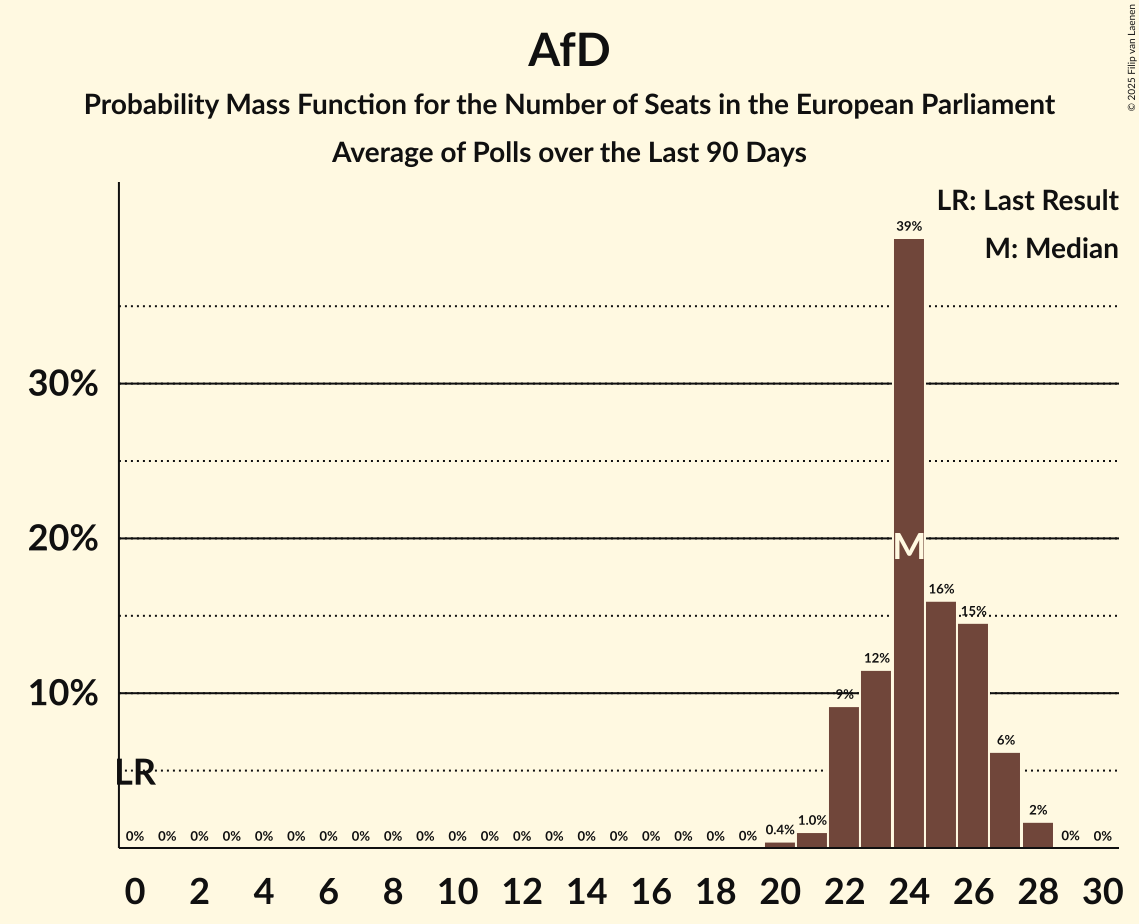 AfD
Probability Mass Function for the Number of Seats in the European Parliament
Average of Polls over the Last 90 Days
© 2025 Filip van Laenen
LR: Last Result
M: Median
39%
30%
20%
M
16%
15%
12%
10%
9%
6%
LR
2%
0% 0% 0% 0% 0% 0% 0% 0% 0% 0% 0% 0% 0% 0% 0% 0% 0% 0% 0% 0% 0.4% 1.0% 0% 0%
0 2 4 6 8 10 12 14 16 18 20 22 24 26 28 30